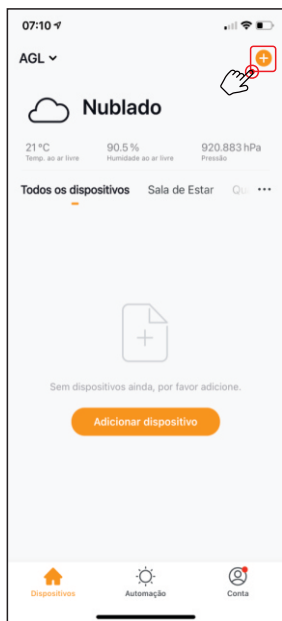 07:10
AGL
Nublado
21°C 90.5% 920.883 hPa
Temp. ao ar livre Humidade ao ar livre Pressão
Todos os dispositivos Sala de Estar
Sem dispositivos ainda, por favor adicione.
Adicionar dispositivo
Dispositivos Automação Conta